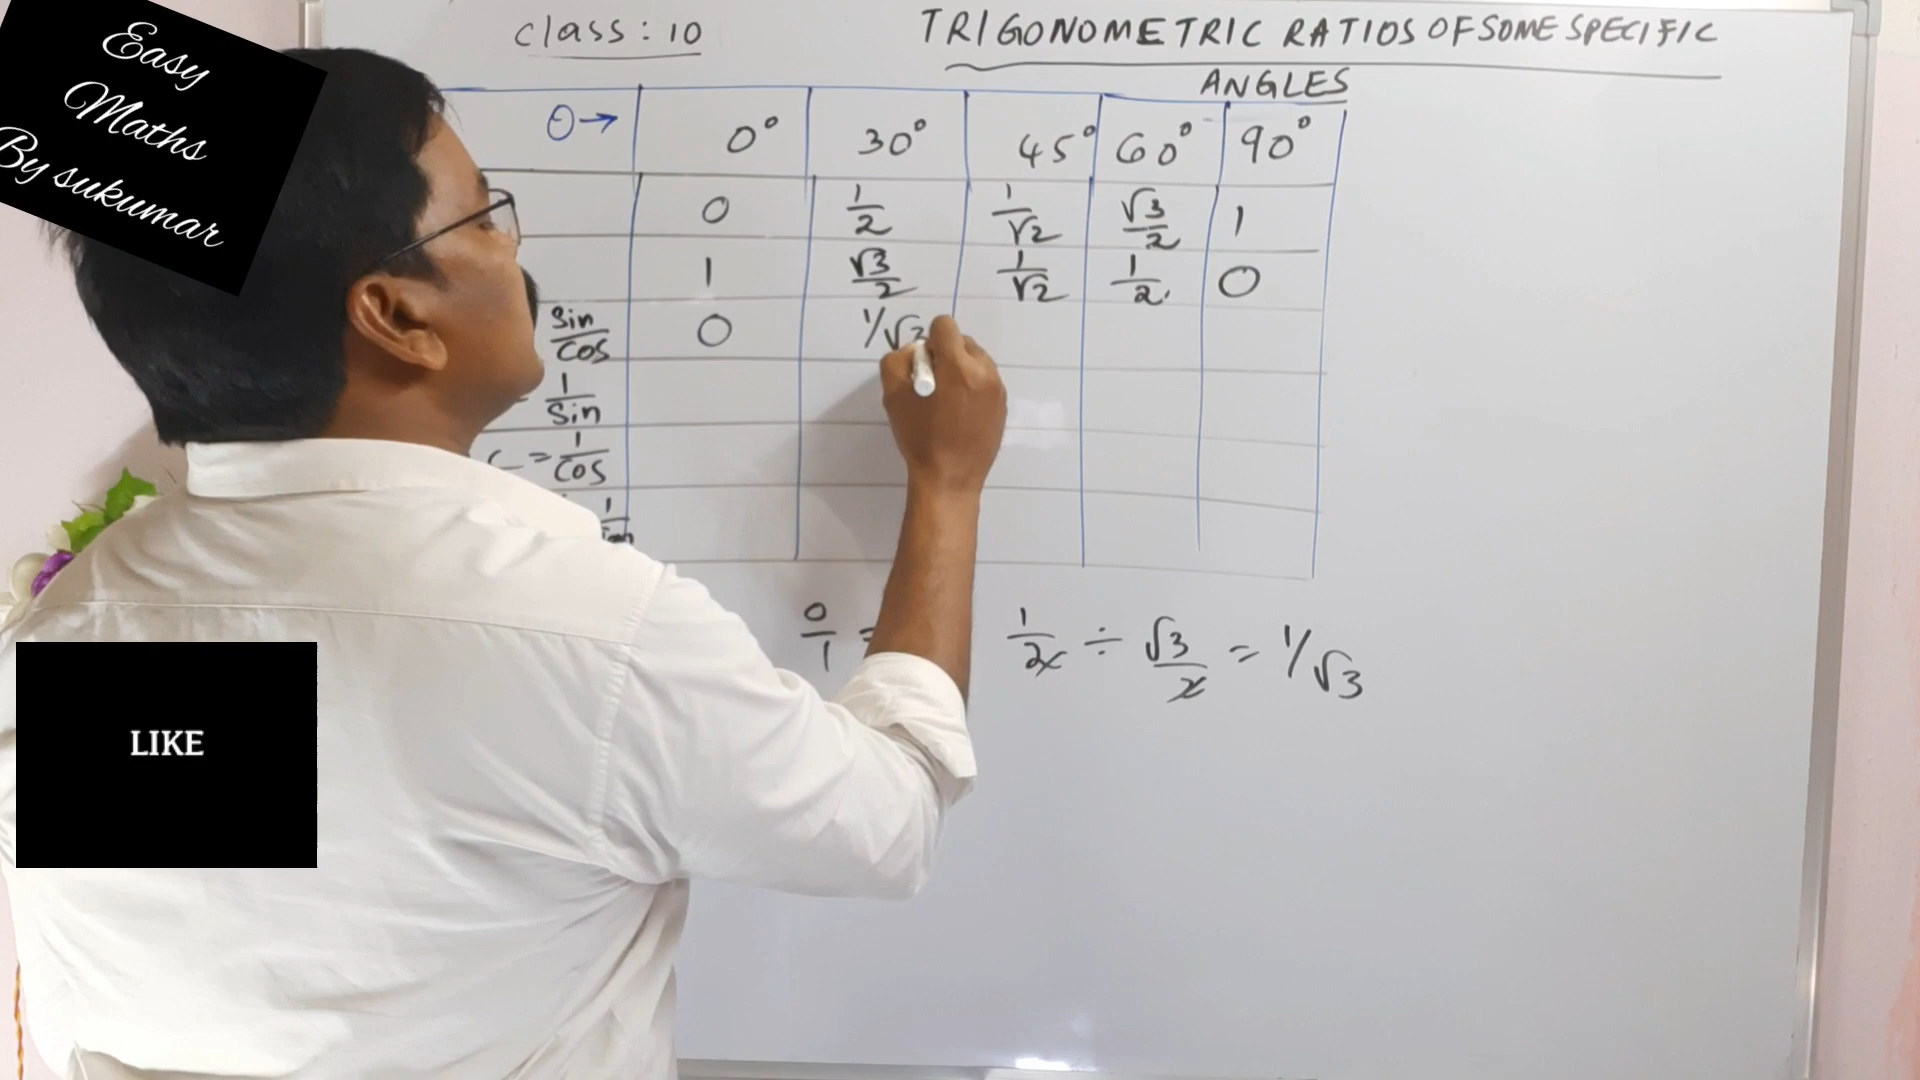 Easy
Maths
By sukumar
class: 10
TRIGONOMETRIC RATIOS OF SOME SPECIFIC
ANGLES
θ→ 0° 30° 45° 60° 90°
0 1/2 1/√2 √3/2 1
1 √3/2 1/√2 1/2 0
Sin/Cos 0 1/√3
1/Sin
= 1/Cos
1/Tan
0/1 =
1/2 ÷ √3/2 = 1/√3
LIKE